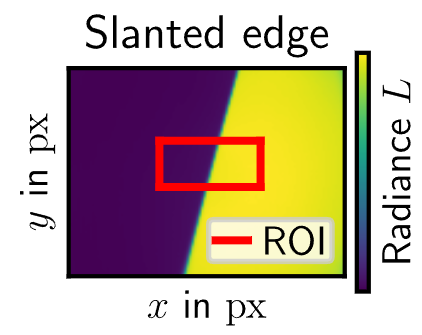 Slanted edge
y in px
ROI
x in px
Radiance L